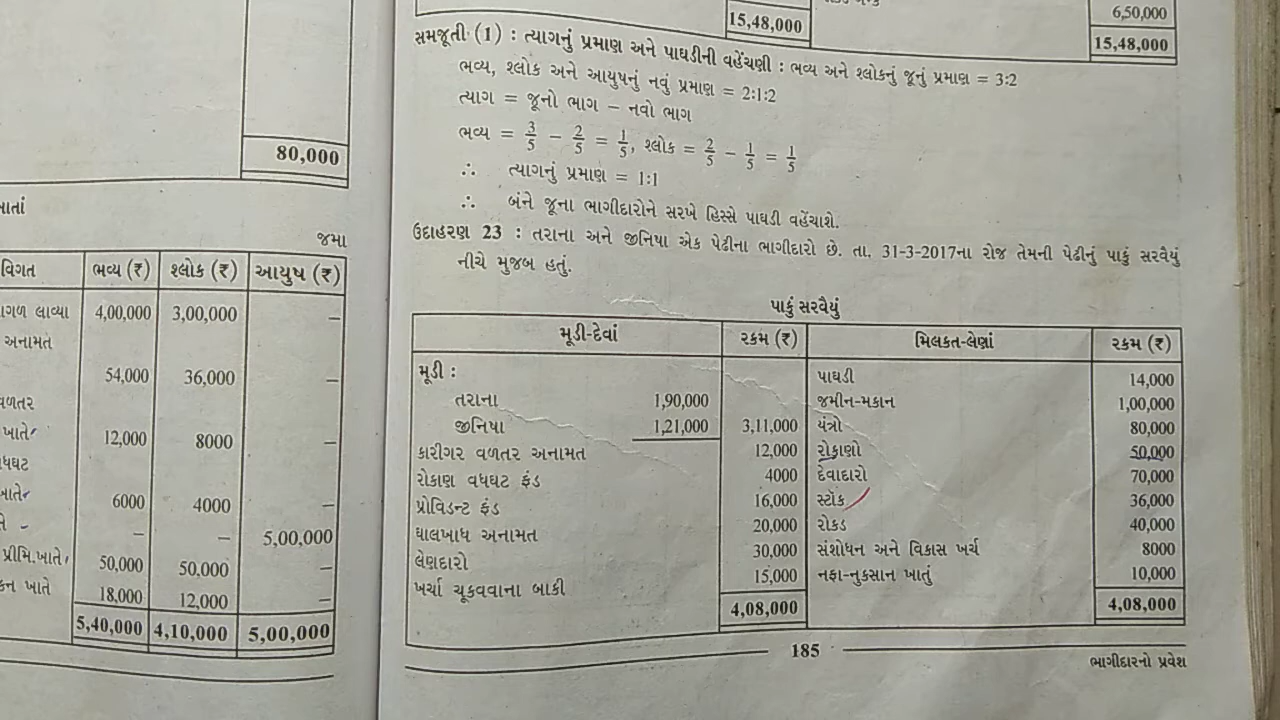 80,000
જમા
વિગત ભવ્ય (₹) શ્લોક (₹) આયુષ (₹)
લાવ્યા 4,00,000 3,00,000 –
અનામત
54,000 36,000 –
ખાતે 12,000 8000 –
6000 4000 –
– – 5,00,000
પ્રીમિ.ખાતે 50,000 50,000 –
ખાતે 18,000 12,000 –
5,40,000 4,10,000 5,00,000
15,48,000 6,50,000
15,48,000
સમજૂતી (1) : ત્યાગનું પ્રમાણ અને પાઘડીની વહેંચણી : ભવ્ય અને શ્લોકનું જૂનું પ્રમાણ = 3:2
ભવ્ય, શ્લોક અને આયુષનું નવું પ્રમાણ = 2:1:2
ત્યાગ = જૂનો ભાગ – નવો ભાગ
ભવ્ય = 3/5 – 2/5 = 1/5, શ્લોક = 2/5 – 1/5 = 1/5
∴ ત્યાગનું પ્રમાણ = 1:1
∴ બંને જૂના ભાગીદારોને સરખે હિસ્સે પાઘડી વહેંચાશે.
ઉદાહરણ 23 : તરાના અને જીનિષા એક પેઢીના ભાગીદારો છે. તા. 31-3-2017ના રોજ તેમની પેઢીનું પાકું સરવૈયું
નીચે મુજબ હતું.
પાકું સરવૈયું
મૂડી-દેવાં રકમ (₹) મિલકત-લેણાં રકમ (₹)
મૂડી : પાઘડી 14,000
તરાના 1,90,000 જમીન-મકાન 1,00,000
જીનિષા 1,21,000 3,11,000 યંત્રો 80,000
કારીગર વળતર અનામત 12,000 રોકાણો 50,000
રોકાણ વધઘટ ફંડ 4000 દેવાદારો 70,000
પ્રોવિડન્ટ ફંડ 16,000 સ્ટૉક 36,000
ઘાલખાધ અનામત 20,000 રોકડ 40,000
લેણદારો 30,000 સંશોધન અને વિકાસ ખર્ચ 8000
ખર્ચા ચૂકવવાના બાકી 15,000 નફા-નુકસાન ખાતું 10,000
4,08,000 4,08,000
185
ભાગીદારનો પ્રવેશ